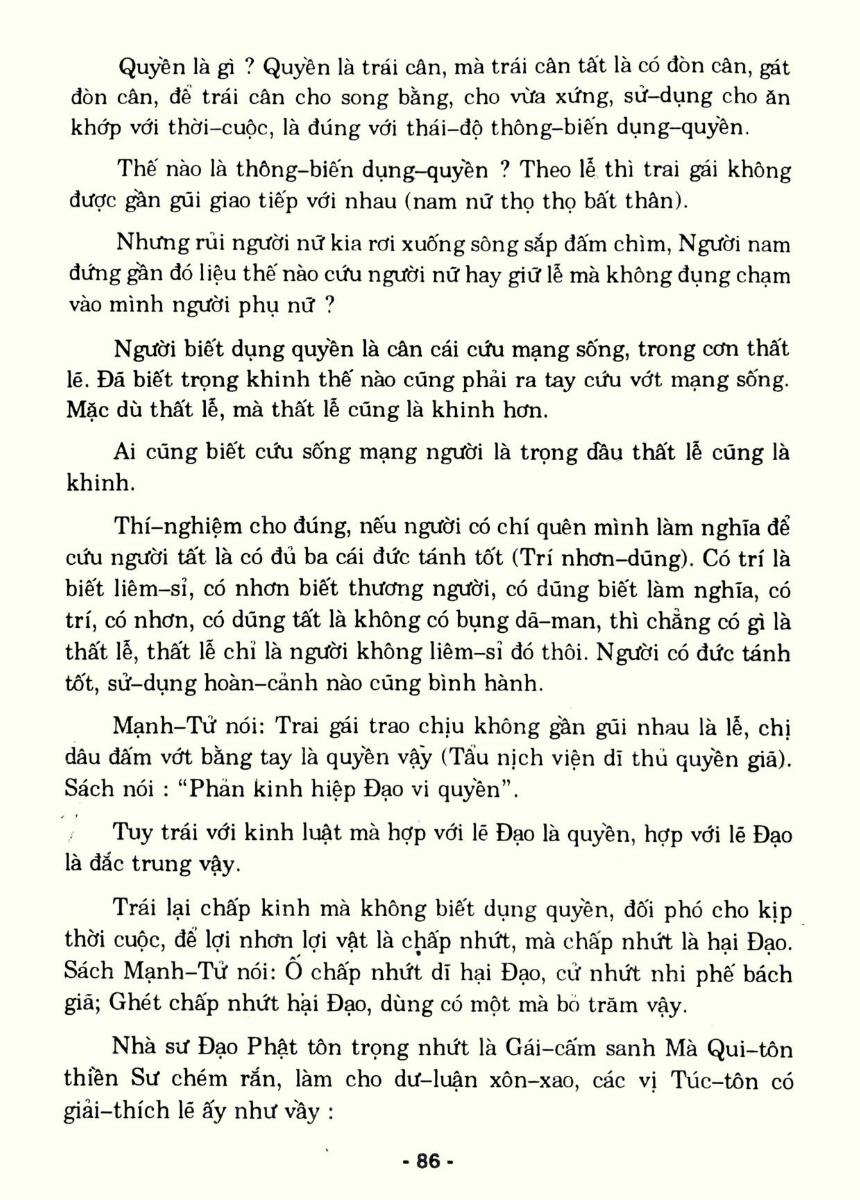 Quyền là gì ? Quyền là trái cân, mà trái cân tất là có đòn cân, gát
đòn cân, để trái cân cho song bằng, cho vừa xứng, sử–dụng cho ăn
khớp với thời–cuộc, là đúng với thái–độ thông–biến dụng–quyền.
Thế nào là thông–biến dụng–quyền ? Theo lễ thì trai gái không
được gần gũi giao tiếp với nhau (nam nữ thọ thọ bất thân).
Nhưng rủi người nữ kia rơi xuống sông sắp đấm chìm, Người nam
đứng gần đó liệu thế nào cứu người nữ hay giữ lễ mà không đụng chạm
vào mình người phụ nữ ?
Người biết dụng quyền là cân cái cứu mạng sống, trong cơn thất
lẽ. Đã biết trọng khinh thế nào cũng phải ra tay cứu vớt mạng sống.
Mặc dù thất lễ, mà thất lễ cũng là khinh hơn.
Ai cũng biết cứu sống mạng người là trọng đầu thất lễ cũng là
khinh.
Thí–nghiệm cho đúng, nếu người có chí quên mình làm nghĩa để
cứu người tất là có đủ ba cái đức tánh tốt (Trí nhơn–dũng). Có trí là
biết liêm–sỉ, có nhơn biết thương người, có dũng biết làm nghĩa, có
trí, có nhơn, có dũng tất là không có bụng dã–man, thì chẳng có gì là
thất lễ, thất lễ chỉ là người không liêm–sỉ đó thôi. Người có đức tánh
tốt, sử–dụng hoàn–cảnh nào cũng bình hành.
Mạnh–Tử nói: Trai gái trao chịu không gần gũi nhau là lễ, chị
dâu đấm vớt bằng tay là quyền vậy (Tẩu nịch viện dĩ thủ quyền giã).
Sách nói : “Phản kinh hiệp Đạo vi quyền”.
Tuy trái với kinh luật mà hợp với lẽ Đạo là quyền, hợp với lẽ Đạo
là đắc trung vậy.
Trái lại chấp kinh mà không biết dụng quyền, đối phó cho kịp
thời cuộc, để lợi nhơn lợi vật là chấp nhứt, mà chấp nhứt là hại Đạo.
Sách Mạnh–Tử nói: Ố chấp nhứt dĩ hại Đạo, cử nhứt nhi phế bách
giã; Ghét chấp nhứt hại Đạo, dùng có một mà bỏ trăm vậy.
Nhà sư Đạo Phật tôn trọng nhứt là Gái–cấm sanh Mà Qui–tôn
thiền Sư chém rắn, làm cho dư–luận xôn–xao, các vị Túc–tôn có
giải–thích lẽ ấy như vầy :
- 86 -